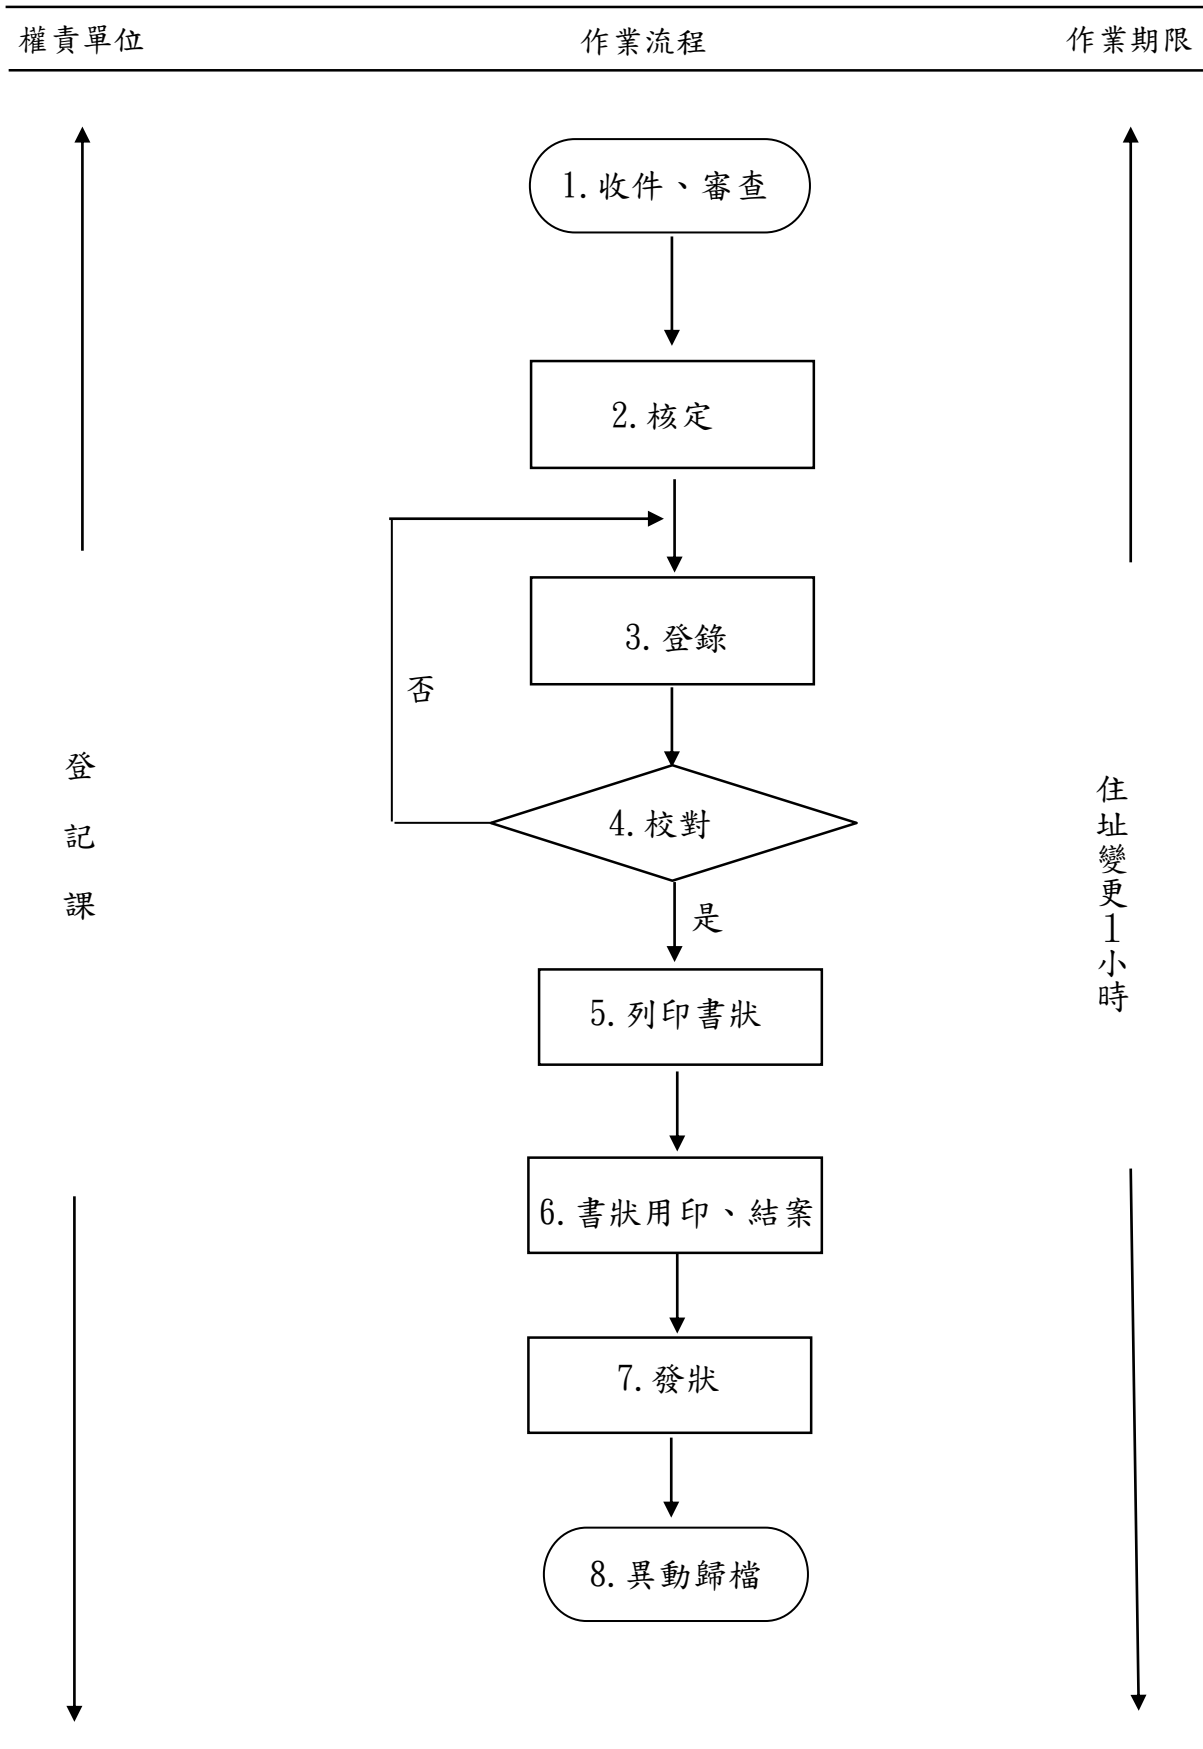 權責單位
作業流程
作業期限
1.收件、審查
2.核定
3.登錄
否
4.校對
是
5.列印書狀
6.書狀用印、結案
7.發狀
8.異動歸檔
登記課
住址變更1小時